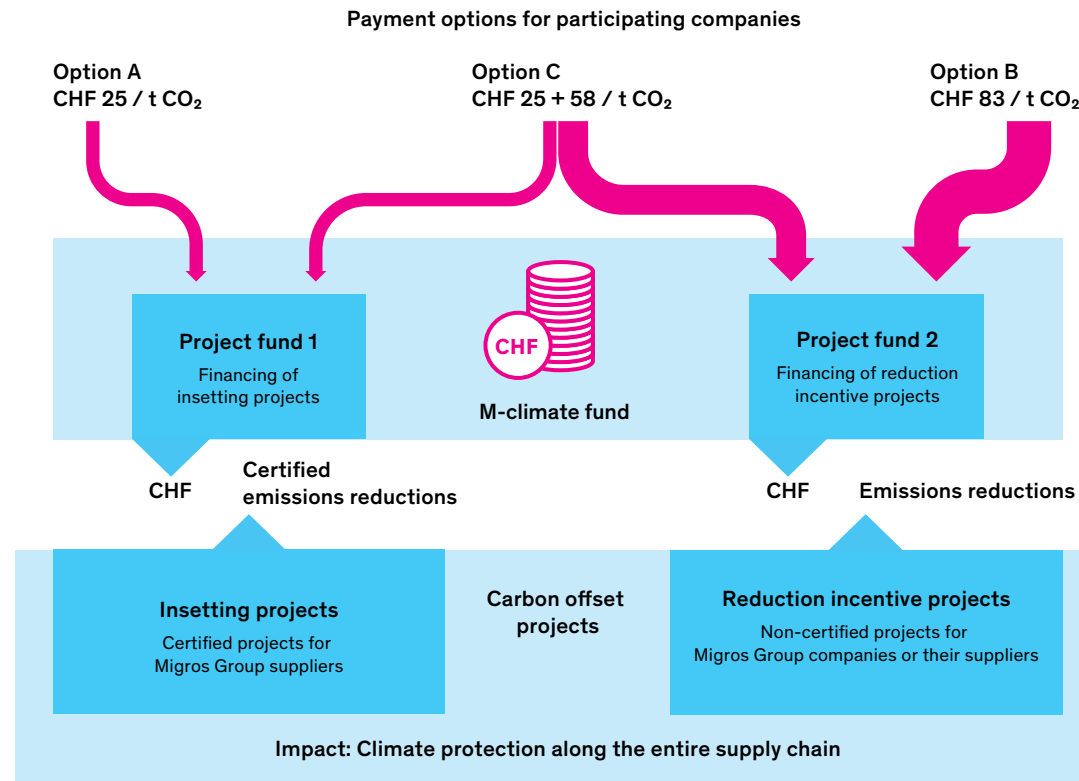 Payment options for participating companies
Option A
CHF 25 / t CO₂
Option C
CHF 25 + 58 / t CO₂
Option B
CHF 83 / t CO₂
Project fund 1
Financing of
insetting projects
CHF
M-climate fund
Project fund 2
Financing of reduction
incentive projects
CHF
Certified
emissions reductions
CHF
Emissions reductions
Insetting projects
Certified projects for
Migros Group suppliers
Carbon offset
projects
Reduction incentive projects
Non-certified projects for
Migros Group companies or their suppliers
Impact: Climate protection along the entire supply chain